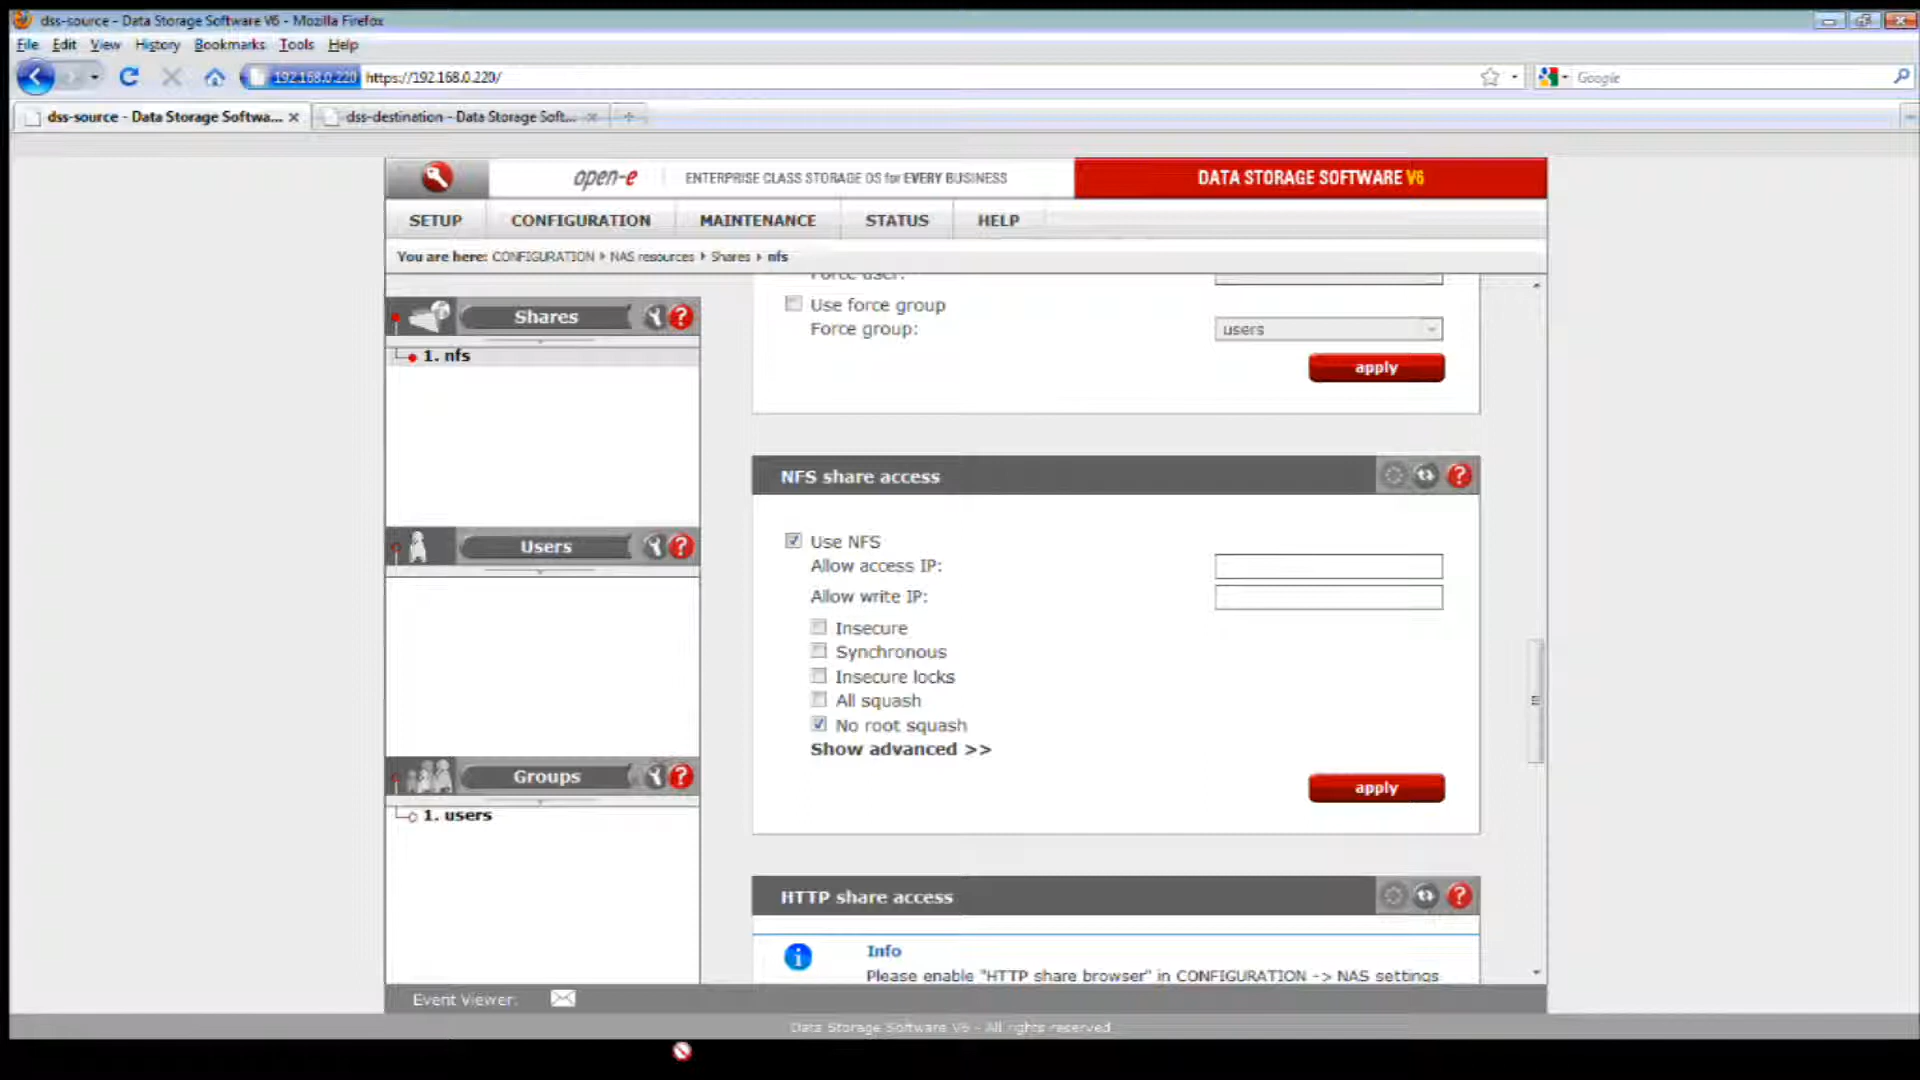 dss-source - Data Storage Software V6 - Mozilla Firefox
File Edit View History Bookmarks Tools Help
192.168.0.220 https://192.168.0.220/ Google
dss-source - Data Storage Softwa... dss-destination - Data Storage Soft...
open-e ENTERPRISE CLASS STORAGE OS for EVERY BUSINESS DATA STORAGE SOFTWARE V6
SETUP CONFIGURATION MAINTENANCE STATUS HELP
You are here: CONFIGURATION NAS resources Shares nfs
Shares
1. nfs
Users
Groups
1. users
Force user:
Use force group
Force group: users
apply
NFS share access
Use NFS
Allow access IP:
Allow write IP:
Insecure
Synchronous
Insecure locks
All squash
No root squash
Show advanced >>
apply
HTTP share access
Info
Please enable "HTTP share browser" in CONFIGURATION -> NAS settings
Event Viewer:
Data Storage Software V6 - All rights reserved